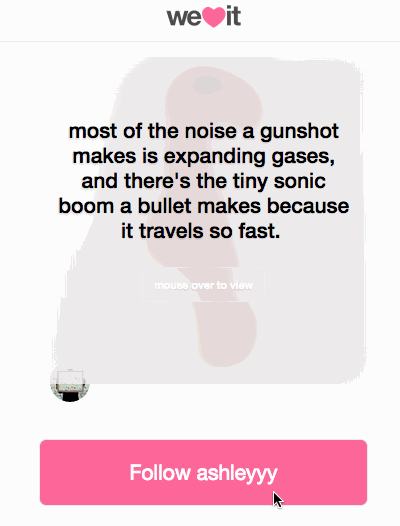 we❤it
most of the noise a gunshot
makes is expanding gases,
and there's the tiny sonic
boom a bullet makes because
it travels so fast.
mouse over to view
Follow ashleyyy